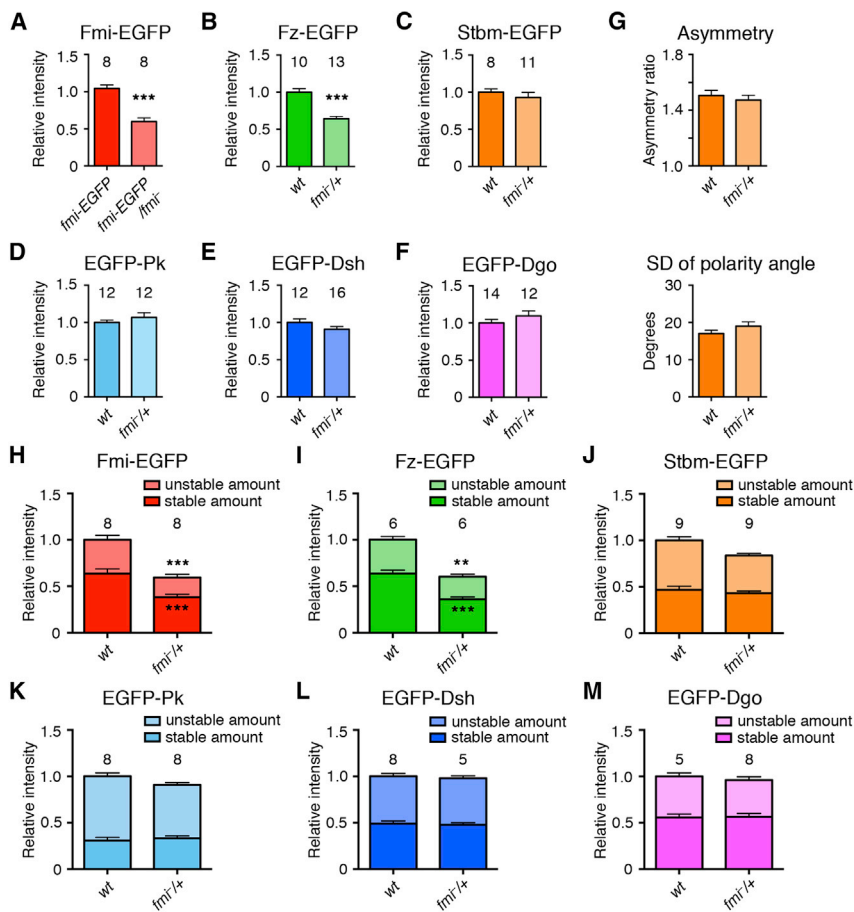 A
Fmi-EGFP
8 8
***
Relative intensity
1.5
1.0
0.5
0
fmi-EGFP
fmi-EGFP
/fmi⁻
B
Fz-EGFP
10 13
***
Relative intensity
1.5
1.0
0.5
0
wt
fmi⁻/+
C
Stbm-EGFP
8 11
Relative intensity
1.5
1.0
0.5
0
wt
fmi⁻/+
G
Asymmetry
Asymmetry ratio
1.8
1.4
1.0
wt
fmi⁻/+
D
EGFP-Pk
12 12
Relative intensity
1.5
1.0
0.5
0
wt
fmi⁻/+
E
EGFP-Dsh
12 16
Relative intensity
1.5
1.0
0.5
0
wt
fmi⁻/+
F
EGFP-Dgo
14 12
Relative intensity
1.5
1.0
0.5
0
wt
fmi⁻/+
SD of polarity angle
Degrees
30
20
10
0
wt
fmi⁻/+
H
Fmi-EGFP
unstable amount
stable amount
8 8
***
***
Relative intensity
1.5
1.0
0.5
0
wt
fmi⁻/+
I
Fz-EGFP
unstable amount
stable amount
6 6
**
***
Relative intensity
1.5
1.0
0.5
0
wt
fmi⁻/+
J
Stbm-EGFP
unstable amount
stable amount
9 9
Relative intensity
1.5
1.0
0.5
0
wt
fmi⁻/+
K
EGFP-Pk
unstable amount
stable amount
8 8
Relative intensity
1.5
1.0
0.5
0
wt
fmi⁻/+
L
EGFP-Dsh
unstable amount
stable amount
8 5
Relative intensity
1.5
1.0
0.5
0
wt
fmi⁻/+
M
EGFP-Dgo
unstable amount
stable amount
5 8
Relative intensity
1.5
1.0
0.5
0
wt
fmi⁻/+